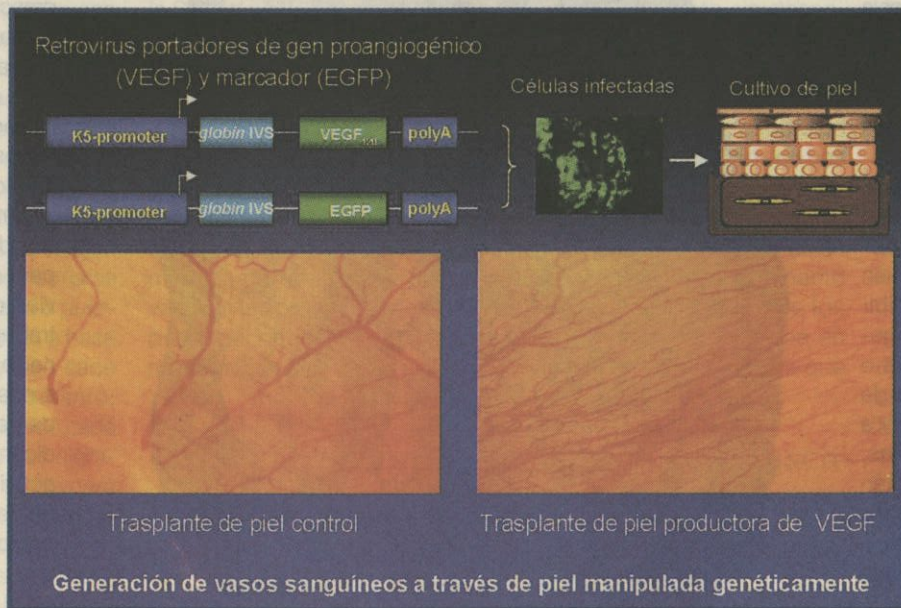 Retrovirus portadores de gen proangiogénico
(VEGF) y marcador (EGFP)
Células infectadas
Cultivo de piel
K5-promoter globin IVS VEGF polyA
K5-promoter globin IVS EGFP polyA
Trasplante de piel control
Trasplante de piel productora de VEGF
Generación de vasos sanguíneos a través de piel manipulada genéticamente